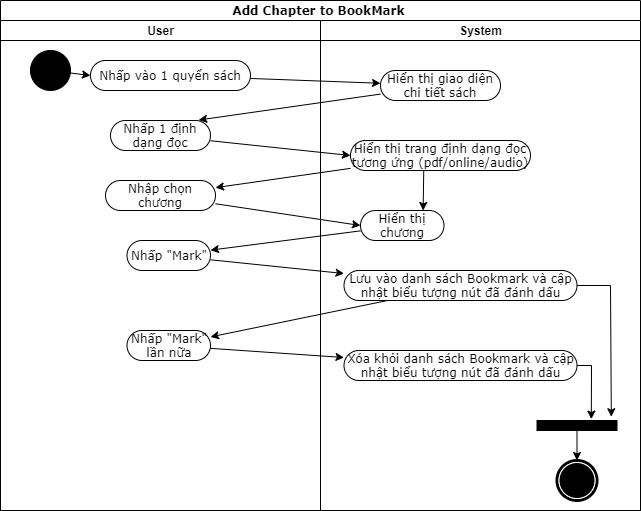 Add Chapter to BookMark
User
System
Nhấp vào 1 quyển sách
Hiển thị giao diện
chi tiết sách
Nhấp 1 định
dạng đọc
Hiển thị trang định dạng đọc
tương ứng (pdf/online/audio)
Nhập chọn
chương
Hiển thị
chương
Nhấp "Mark"
Lưu vào danh sách Bookmark và cập
nhật biểu tượng nút đã đánh dấu
Nhấp "Mark"
lần nữa
Xóa khỏi danh sách Bookmark và cập
nhật biểu tượng nút đã đánh dấu